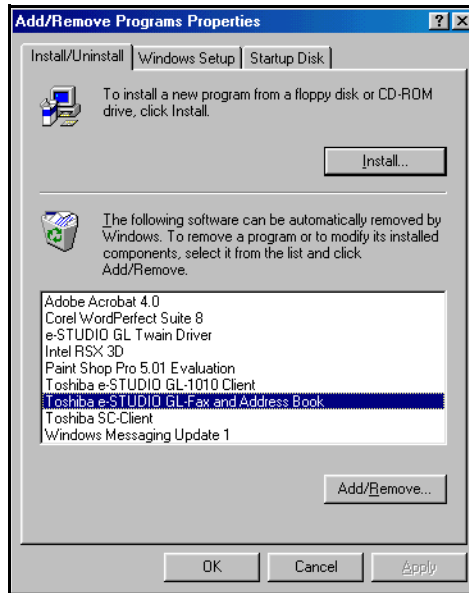 Add/Remove Programs Properties
Install/Uninstall Windows Setup Startup Disk
To install a new program from a floppy disk or CD-ROM
drive, click Install.
Install...
The following software can be automatically removed by
Windows. To remove a program or to modify its installed
components, select it from the list and click
Add/Remove.
Adobe Acrobat 4.0
Corel WordPerfect Suite 8
e-STUDIO GL Twain Driver
Intel RSX 3D
Paint Shop Pro 5.01 Evaluation
Toshiba e-STUDIO GL-1010 Client
Toshiba e-STUDIO GL-Fax and Address Book
Toshiba SC-Client
Windows Messaging Update 1
Add/Remove...
OK Cancel Apply